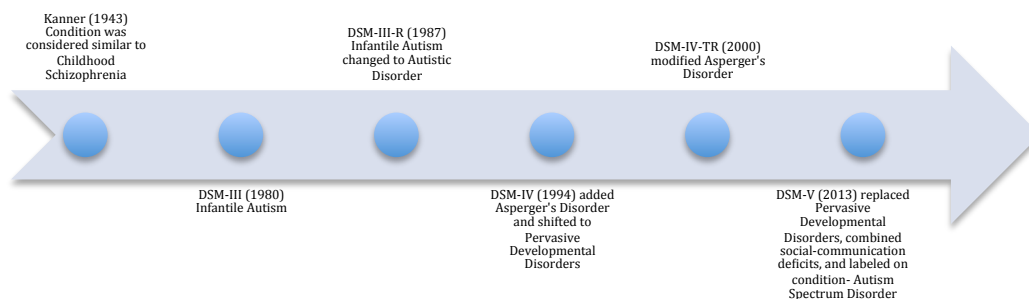 Kanner (1943)
Condition was
considered similar to
Childhood
Schizophrenia
DSM-III (1980)
Infantile Autism
DSM-III-R (1987)
Infantile Autism
changed to Autistic
Disorder
DSM-IV (1994) added
Asperger's Disorder
and shifted to
Pervasive
Developmental
Disorders
DSM-IV-TR (2000)
modified Asperger's
Disorder
DSM-V (2013) replaced
Pervasive
Developmental
Disorders, combined
social-communication
deficits, and labeled on
condition- Autism
Spectrum Disorder